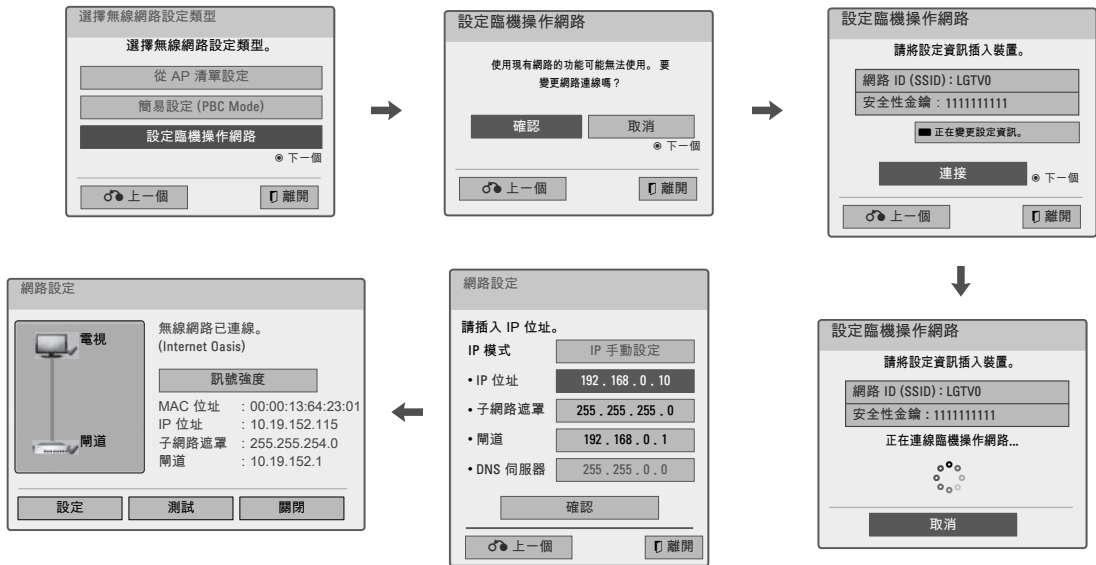 選擇無線網路設定類型
選擇無線網路設定類型。
從 AP 清單設定
簡易設定 (PBC Mode)
設定臨機操作網路
◉ 下一個
上一個
離開
設定臨機操作網路
使用現有網路的功能可能無法使用。 要
變更網路連線嗎？
確認
取消
◉ 下一個
上一個
離開
設定臨機操作網路
請將設定資訊插入裝置。
網路 ID (SSID)：LGTV0
安全性金鑰：1111111111
正在變更設定資訊。
連接
◉ 下一個
上一個
離開
設定臨機操作網路
請將設定資訊插入裝置。
網路 ID (SSID)：LGTV0
安全性金鑰：1111111111
正在連線臨機操作網路...
取消
網路設定
請插入 IP 位址。
IP 模式 IP 手動設定
• IP 位址 192 . 168 . 0 . 10
• 子網路遮罩 255 . 255 . 255 . 0
• 閘道 192 . 168 . 0 . 1
• DNS 伺服器 255 . 255 . 0 . 0
確認
上一個
離開
網路設定
電視
閘道
無線網路已連線。
(Internet Oasis)
訊號強度
MAC 位址 : 00:00:13:64:23:01
IP 位址 : 10.19.152.115
子網路遮罩 : 255.255.254.0
閘道 : 10.19.152.1
設定
測試
關閉